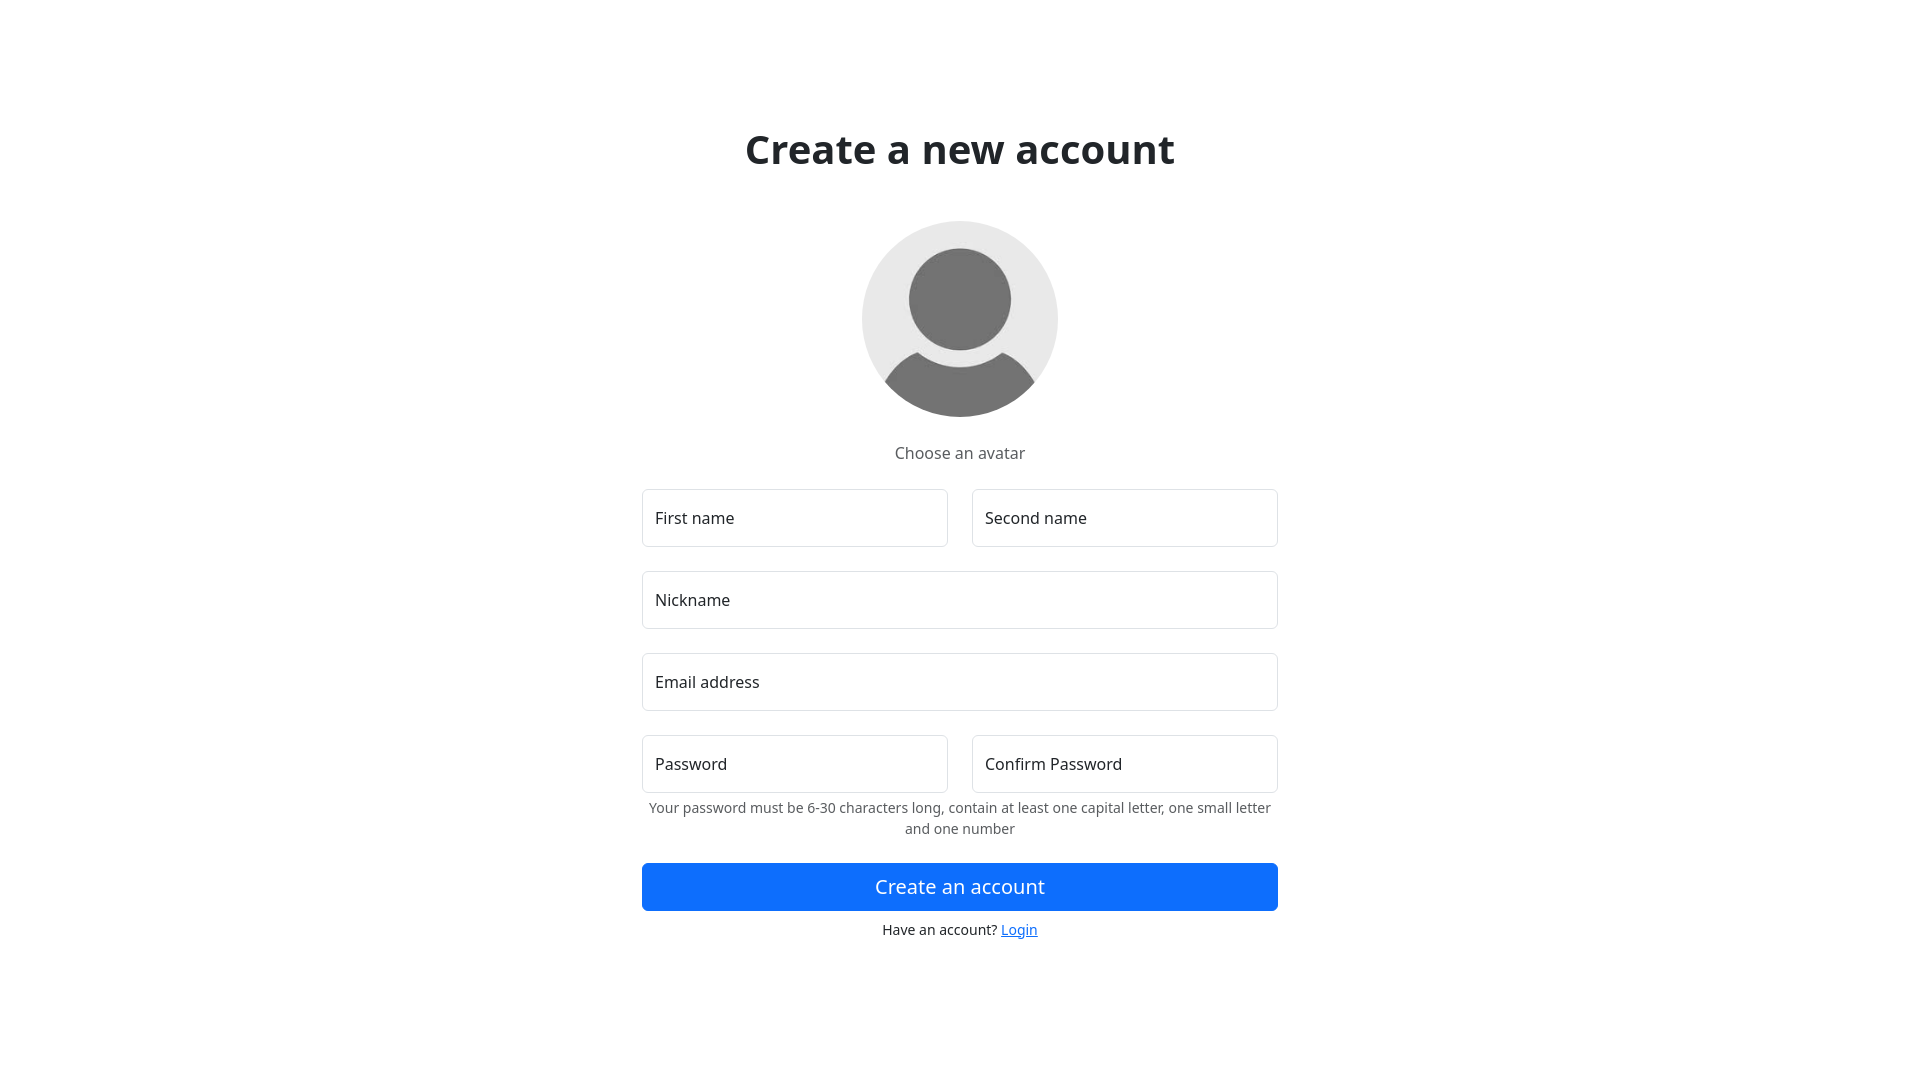 Create a new account
Choose an avatar
First name
Second name
Nickname
Email address
Password
Confirm Password
Your password must be 6-30 characters long, contain at least one capital letter, one small letter
and one number
Create an account
Have an account? Login